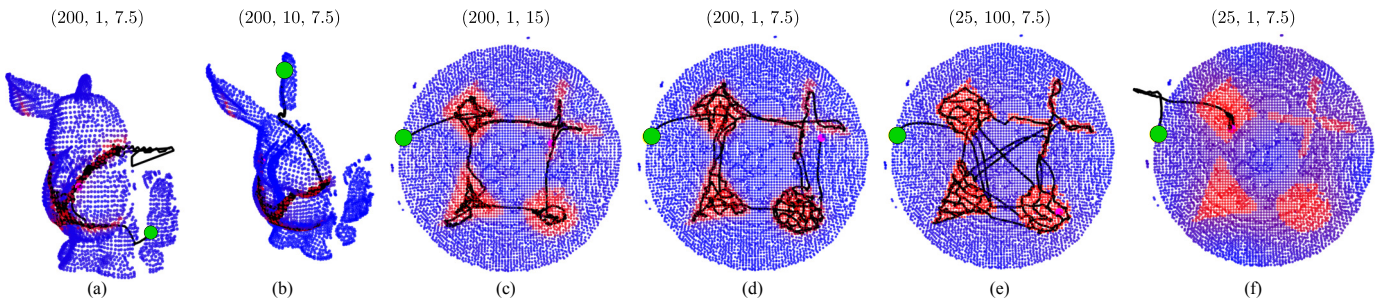 (200, 1, 7.5) (200, 10, 7.5) (200, 1, 15) (200, 1, 7.5) (25, 100, 7.5) (25, 1, 7.5)
(a) (b) (c) (d) (e) (f)